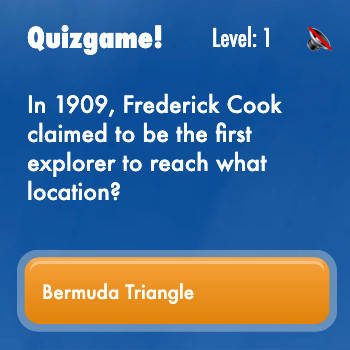 Quizgame! Level: 1
In 1909, Frederick Cook
claimed to be the first
explorer to reach what
location?
Bermuda Triangle